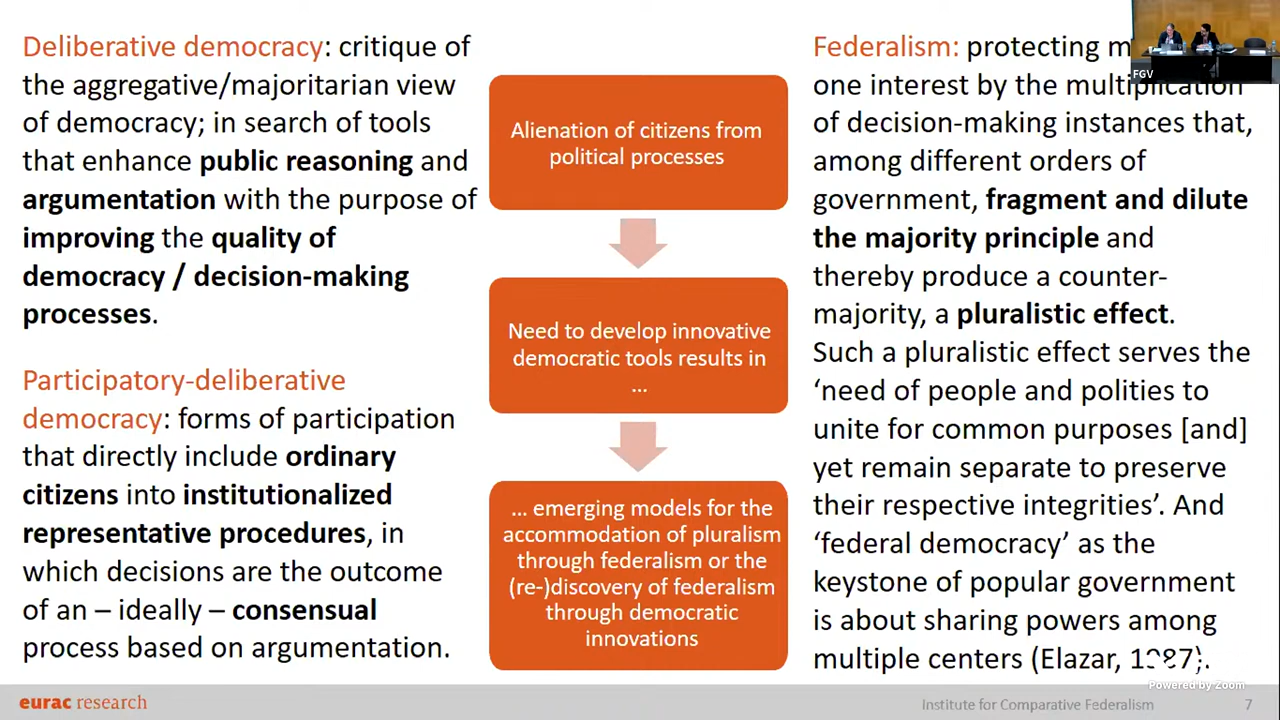 Deliberative democracy: critique of
the aggregative/majoritarian view
of democracy; in search of tools
that enhance public reasoning and
argumentation with the purpose of
improving the quality of
democracy / decision-making
processes.
Participatory-deliberative
democracy: forms of participation
that directly include ordinary
citizens into institutionalized
representative procedures, in
which decisions are the outcome
of an – ideally – consensual
process based on argumentation.
Alienation of citizens from
political processes
Need to develop innovative
democratic tools results in
...
... emerging models for the
accommodation of pluralism
through federalism or the
(re-)discovery of federalism
through democratic
innovations
Federalism: protecting
one interest by the multiplication
of decision-making instances that,
among different orders of
government, fragment and dilute
the majority principle and
thereby produce a counter-
majority, a pluralistic effect.
Such a pluralistic effect serves the
‘need of people and polities to
unite for common purposes [and]
yet remain separate to preserve
their respective integrities’. And
‘federal democracy’ as the
keystone of popular government
is about sharing powers among
multiple centers (Elazar, 1987).
FGV
Powered by Zoom
eurac research
Institute for Comparative Federalism
7